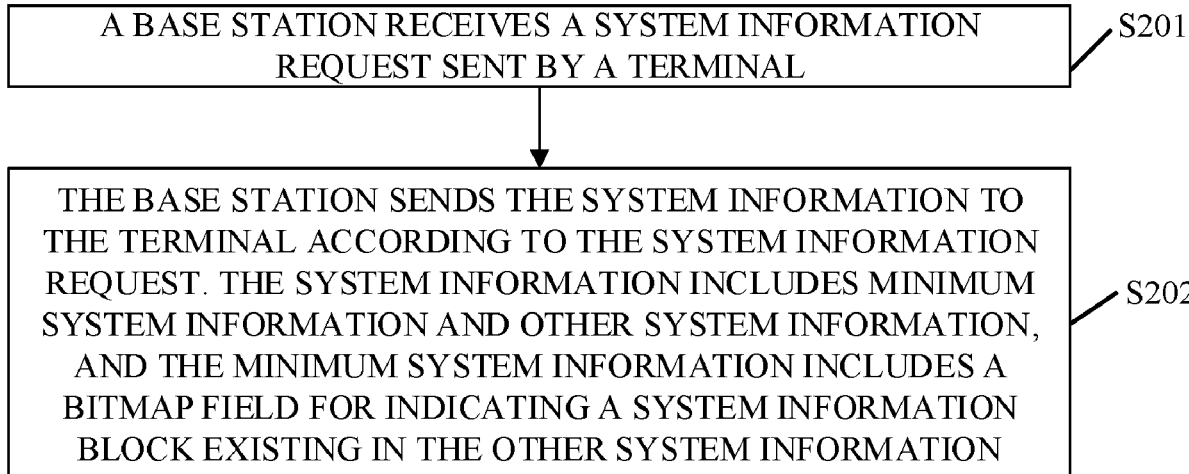 A BASE STATION RECEIVES A SYSTEM INFORMATION
REQUEST SENT BY A TERMINAL
S201
THE BASE STATION SENDS THE SYSTEM INFORMATION TO
THE TERMINAL ACCORDING TO THE SYSTEM INFORMATION
REQUEST. THE SYSTEM INFORMATION INCLUDES MINIMUM
SYSTEM INFORMATION AND OTHER SYSTEM INFORMATION,
AND THE MINIMUM SYSTEM INFORMATION INCLUDES A
BITMAP FIELD FOR INDICATING A SYSTEM INFORMATION
BLOCK EXISTING IN THE OTHER SYSTEM INFORMATION
S202